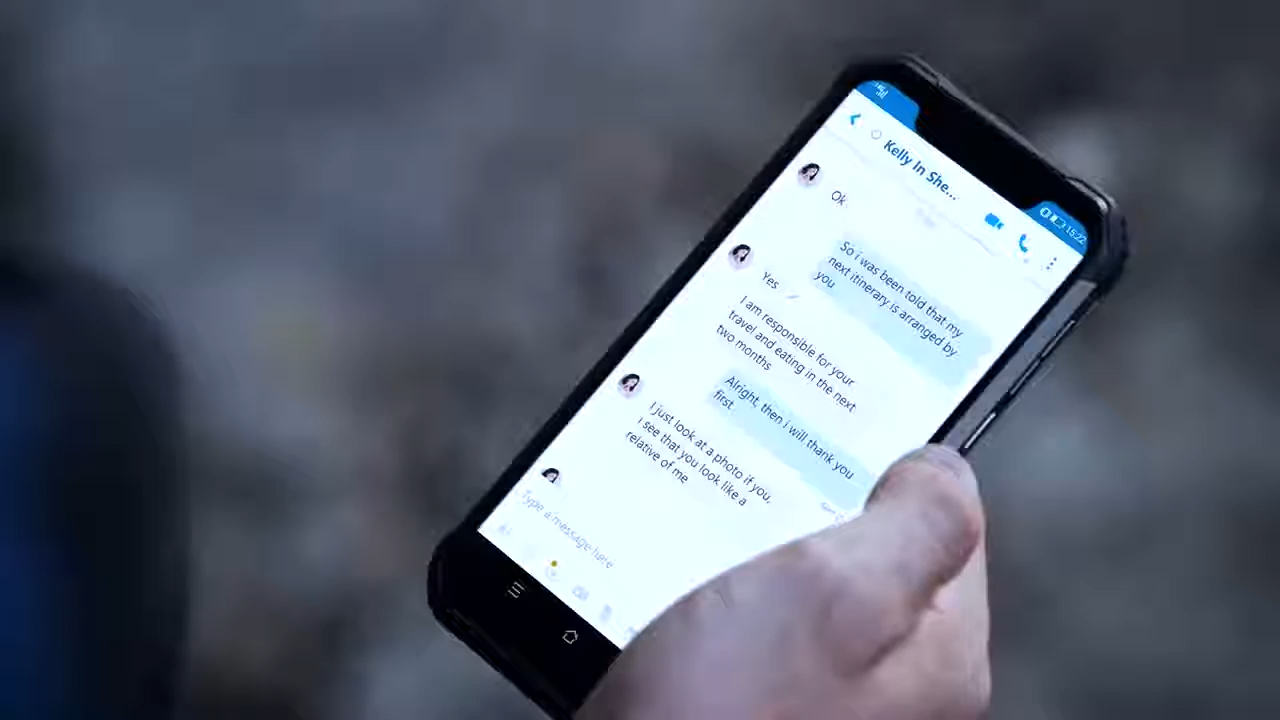 15:22
Kelly In She...
Ok
So i was been told that my
next itinerary is arranged by
you
Yes
I am responsible for your
travel and eating in the next
two months
Alright, then i will thank you
first
I just look at a photo if you,
i see that you look like a
relative of me
Type a message here